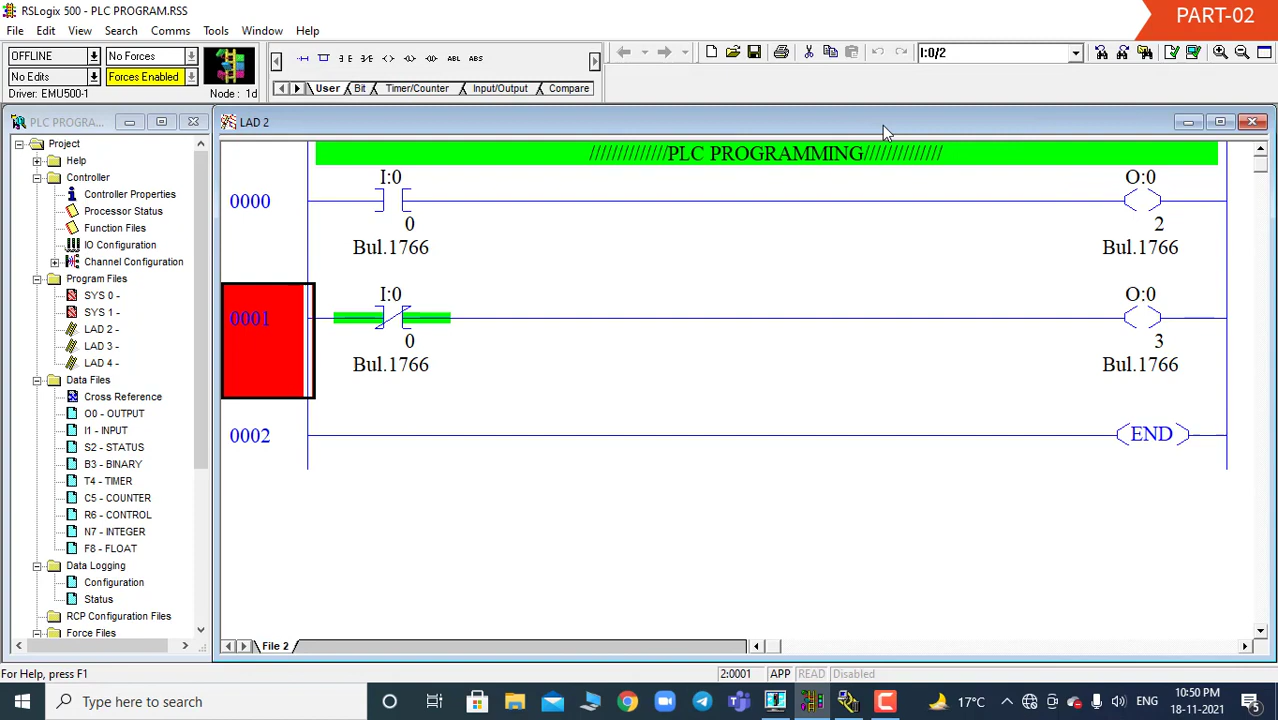 RSLogix 500 - PLC PROGRAM.RSS
PART-02
File Edit View Search Comms Tools Window Help
OFFLINE No Forces
No Edits Forces Enabled
Driver: EMU500-1 Node : 1d
ABL ABS
User Bit Timer/Counter Input/Output Compare
I:0/2
PLC PROGRA...
Project
Help
Controller
Controller Properties
Processor Status
Function Files
IO Configuration
Channel Configuration
Program Files
SYS 0 -
SYS 1 -
LAD 2 -
LAD 3 -
LAD 4 -
Data Files
Cross Reference
O0 - OUTPUT
I1 - INPUT
S2 - STATUS
B3 - BINARY
T4 - TIMER
C5 - COUNTER
R6 - CONTROL
N7 - INTEGER
F8 - FLOAT
Data Logging
Configuration
Status
RCP Configuration Files
Force Files
LAD 2
//////////////PLC PROGRAMMING//////////////
I:0 O:0
0000
0 2
Bul.1766 Bul.1766
I:0 O:0
0001
0 3
Bul.1766 Bul.1766
0002 END
File 2
For Help, press F1
2:0001 APP READ Disabled
Type here to search
17°C ENG 10:50 PM
18-11-2021
5